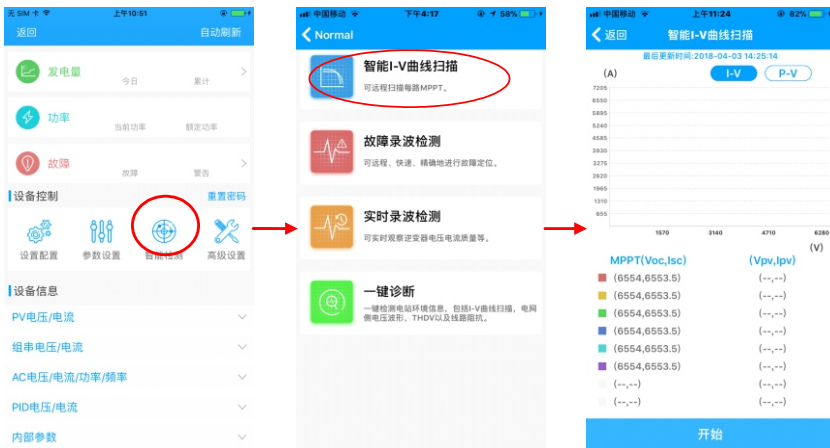 无 SIM 卡
上午10:51
返回
自动刷新
发电量
今日
累计
功率
当前功率
额定功率
故障
故障
警告
设备控制
重置密码
设置配置
参数设置
智能检测
高级设置
设备信息
PV电压/电流
组串电压/电流
AC电压/电流/功率/频率
PID电压/电流
内部参数
中国移动
下午4:17
58%
Normal
智能I-V曲线扫描
可远程扫描每路MPPT。
故障录波检测
可远程、快速、精确地进行故障定位。
实时录波检测
可实时观察逆变器电压电流质量等。
一键诊断
一键检测电站环境信息，包括I-V曲线扫描，电网
侧电压波形、THDV以及线路阻抗。
中国移动
上午11:24
82%
返回
智能I-V曲线扫描
最后更新时间:2018-04-03 14:25:14
(A)
I-V
P-V
7205
6550
5895
5240
4585
3930
3275
2620
1965
1310
655
1570 3140 4710 6280
(V)
MPPT(Voc,Isc) (Vpv,Ipv)
(6554,6553.5) (--,--)
(6554,6553.5) (--,--)
(6554,6553.5) (--,--)
(6554,6553.5) (--,--)
(6554,6553.5) (--,--)
(6554,6553.5) (--,--)
(--,--) (--,--)
(--,--) (--,--)
开始